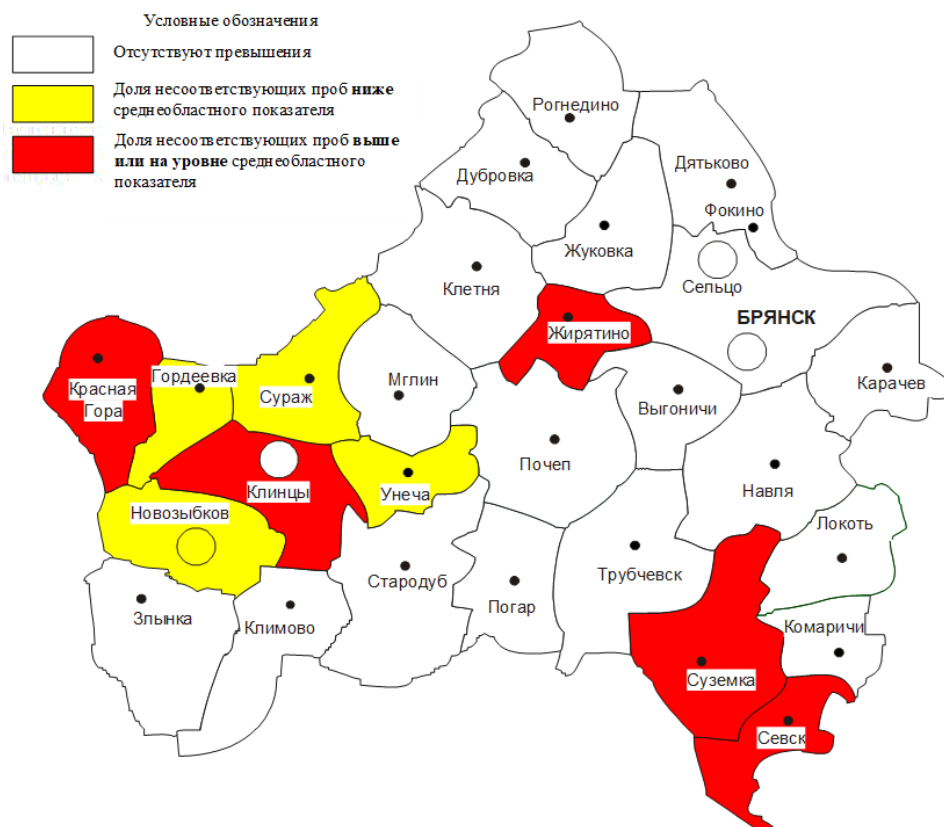 Условные обозначения
Отсутствуют превышения
Доля несоответствующих проб ниже
среднеобластного показателя
Доля несоответствующих проб выше
или на уровне среднеобластного
показателя
Рогнедино
Дубровка
Дятьково
Фокино
Жуковка
Клетня
Сельцо
Жирятино
БРЯНСК
Красная
Гора
Гордеевка
Сураж
Мглин
Выгоничи
Карачев
Клинцы
Унеча
Почеп
Навля
Новозыбков
Локоть
Стародуб
Трубчевск
Злынка
Климово
Погар
Комаричи
Суземка
Севск